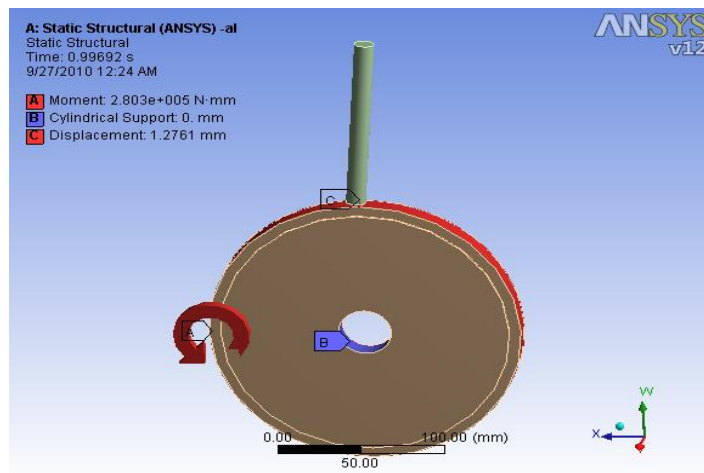 A: Static Structural (ANSYS) -al
Static Structural
Time: 0.99692 s
9/27/2010 12:24 AM
A Moment: 2.803e+005 N·mm
B Cylindrical Support: 0. mm
C Displacement: 1.2761 mm
ANSYS
v12
C
A
B
0.00 100.00 (mm)
50.00
X